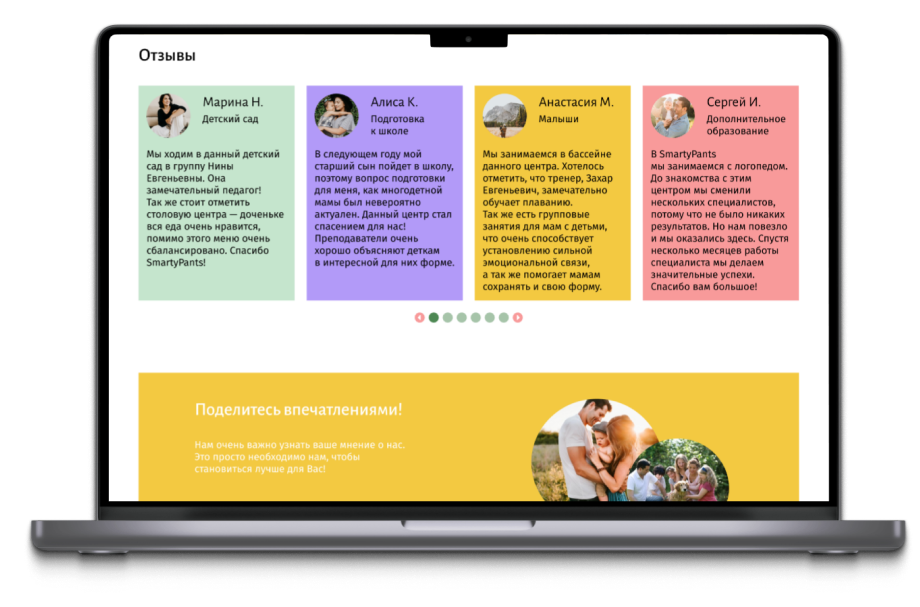 Отзывы
Марина Н.
Детский сад
Мы ходим в данный детский
сад в группу Нины
Евгеньевны. Она
замечательный педагог!
Так же стоит отметить
столовую центра — доченьке
вся еда очень нравится,
помимо этого меню очень
сбалансировано. Спасибо
SmartyPants!
Алиса К.
Подготовка
к школе
В следующем году мой
старший сын пойдет в школу,
поэтому вопрос подготовки
для меня, как многодетной
мамы был невероятно
актуален. Данный центр стал
спасением для нас!
Преподаватели очень
хорошо объясняют деткам
в интересной для них форме.
Анастасия М.
Малыши
Мы занимаемся в бассейне
данного центра. Хотелось
отметить, что тренер, Захар
Евгеньевич, замечательно
обучает плаванию.
Так же есть групповые
занятия для мам с детьми,
что очень способствует
установлению сильной
эмоциональной связи,
а так же помогает мамам
сохранять и свою форму.
Сергей И.
Дополнительное
образование
В SmartyPants
мы занимаемся с логопедом.
До знакомства с этим
центром мы сменили
нескольких специалистов,
потому что не было никаких
результатов. Но нам повезло
и мы оказались здесь. Спустя
несколько месяцев работы
специалиста мы делаем
значительные успехи.
Спасибо вам большое!
Поделитесь впечатлениями!
Нам очень важно узнать ваше мнение о нас.
Это просто необходимо нам, чтобы
становиться лучше для Вас!